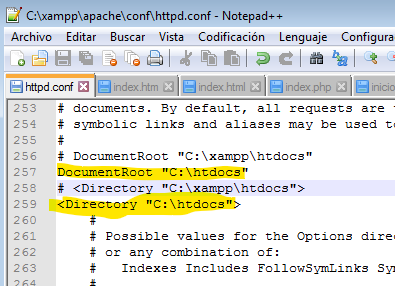 C:\xampp\apache\conf\httpd.conf - Notepad++
Archivo Editar Buscar Vista Codificación Lenguaje Configura
httpd.conf index.htm index.html index.php inicio
253 # documents. By default, all requests are
254 # symbolic links and aliases may be used to
255 #
256 # DocumentRoot "C:\xampp\htdocs"
257 DocumentRoot "C:\htdocs"
258 # <Directory "C:\xampp\htdocs">
259 <Directory "C:\htdocs">
260 #
261 # Possible values for the Options direc
262 # or any combination of:
263 # Indexes Includes FollowSymLinks Sy
264 #